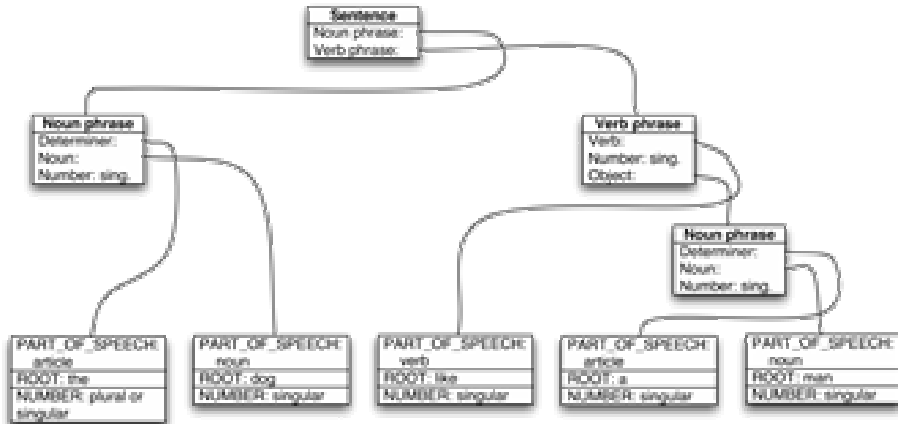 Sentence
Noun phrase:
Verb phrase:
Noun phrase
Determiner:
Noun:
Number: sing.
Verb phrase
Verb:
Number: sing.
Object:
Noun phrase
Determiner:
Noun:
Number: sing.
PART_OF_SPEECH:
article
ROOT: the
NUMBER: plural or
singular
PART_OF_SPEECH:
noun
ROOT: dog
NUMBER: singular
PART_OF_SPEECH:
verb
ROOT: like
NUMBER: singular
PART_OF_SPEECH:
article
ROOT: a
NUMBER: singular
PART_OF_SPEECH:
noun
ROOT: man
NUMBER: singular